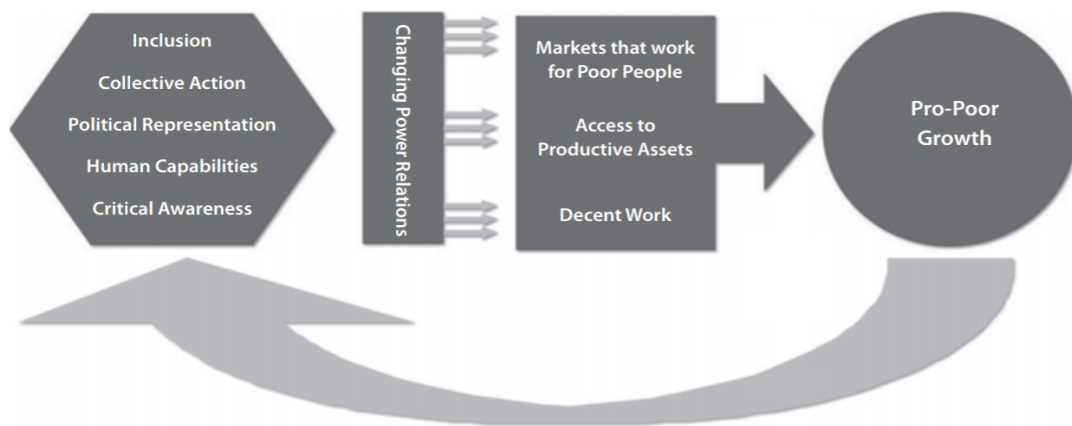 Inclusion
Collective Action
Political Representation
Human Capabilities
Critical Awareness
Changing Power Relations
Markets that work
for Poor People
Access to
Productive Assets
Decent Work
Pro-Poor
Growth